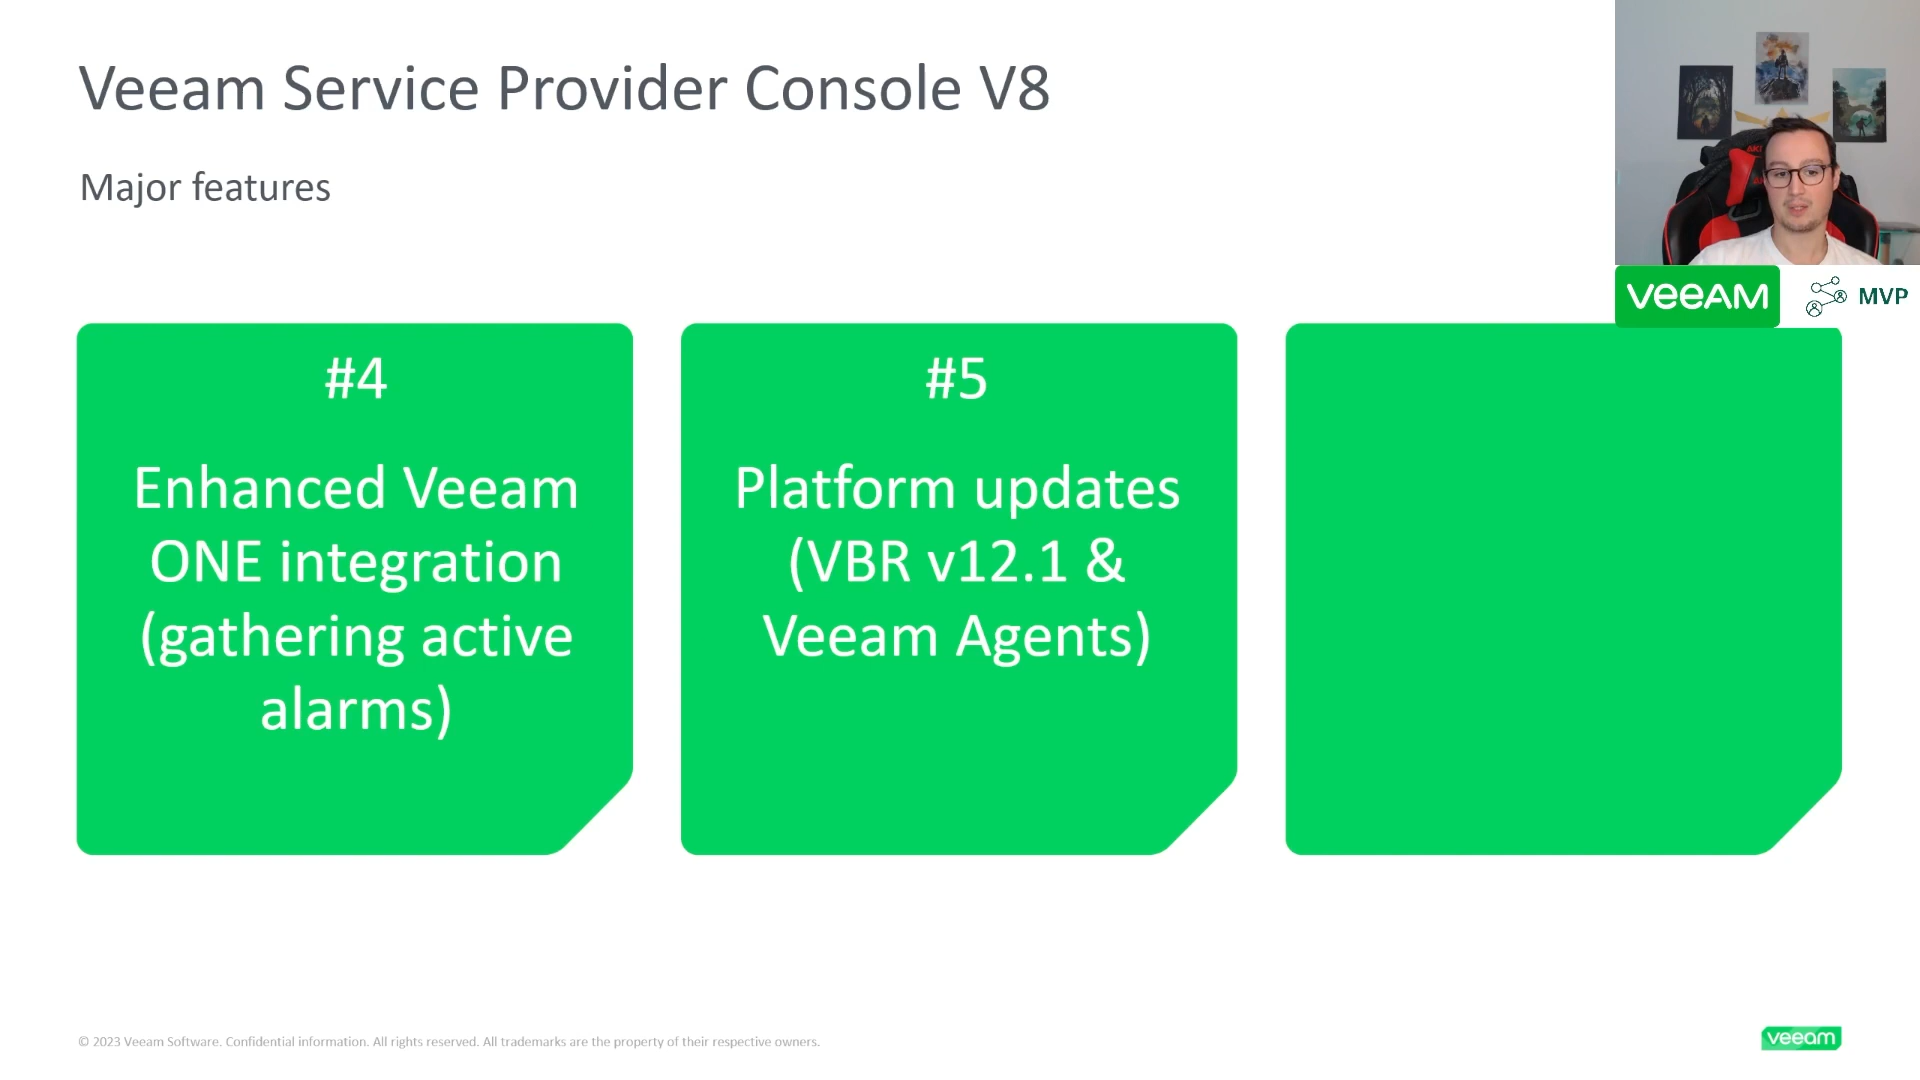 Veeam Service Provider Console V8
Major features
veeAM
MVP
#4
Enhanced Veeam
ONE integration
(gathering active
alarms)
#5
Platform updates
(VBR v12.1 &
Veeam Agents)
© 2023 Veeam Software. Confidential information. All rights reserved. All trademarks are the property of their respective owners.
veeam